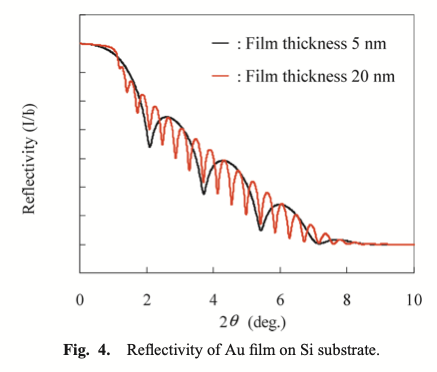 — : Film thickness 5 nm
— : Film thickness 20 nm
Reflectivity (I/I₀)
0 2 4 6 8 10
2θ (deg.)
Fig. 4. Reflectivity of Au film on Si substrate.